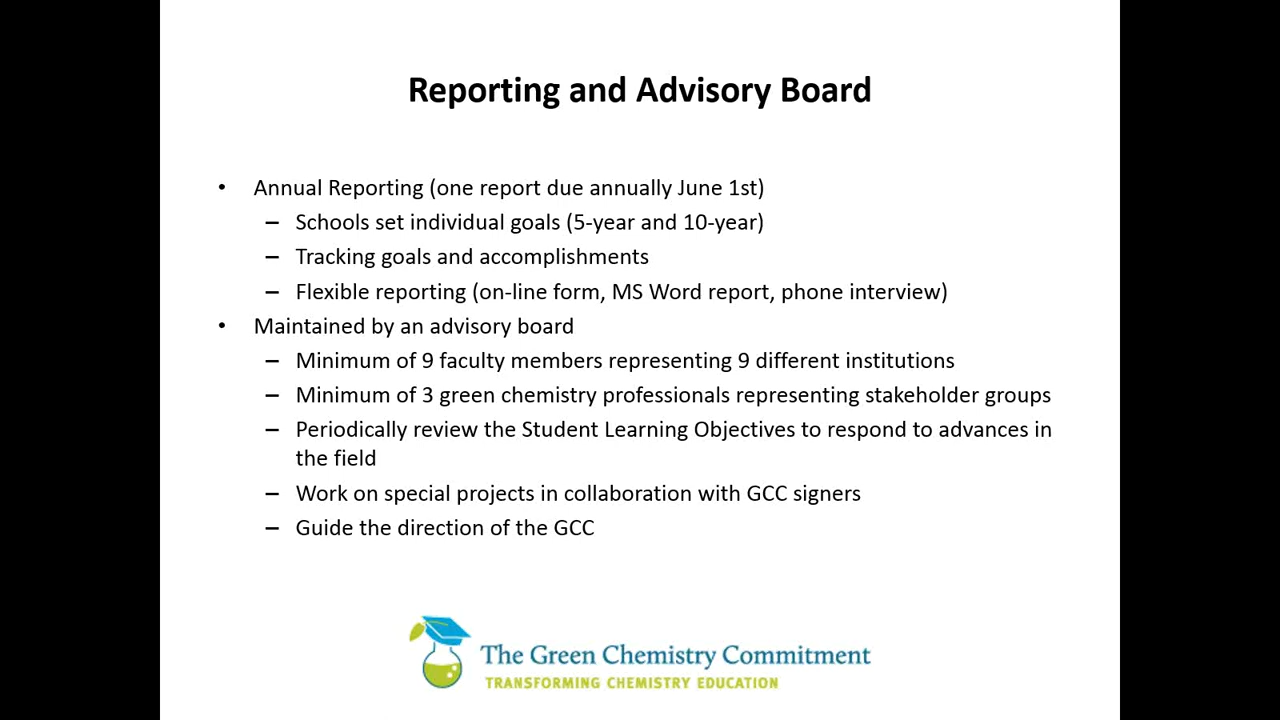 Reporting and Advisory Board
• Annual Reporting (one report due annually June 1st)
– Schools set individual goals (5-year and 10-year)
– Tracking goals and accomplishments
– Flexible reporting (on-line form, MS Word report, phone interview)
• Maintained by an advisory board
– Minimum of 9 faculty members representing 9 different institutions
– Minimum of 3 green chemistry professionals representing stakeholder groups
– Periodically review the Student Learning Objectives to respond to advances in
the field
– Work on special projects in collaboration with GCC signers
– Guide the direction of the GCC
The Green Chemistry Commitment
TRANSFORMING CHEMISTRY EDUCATION